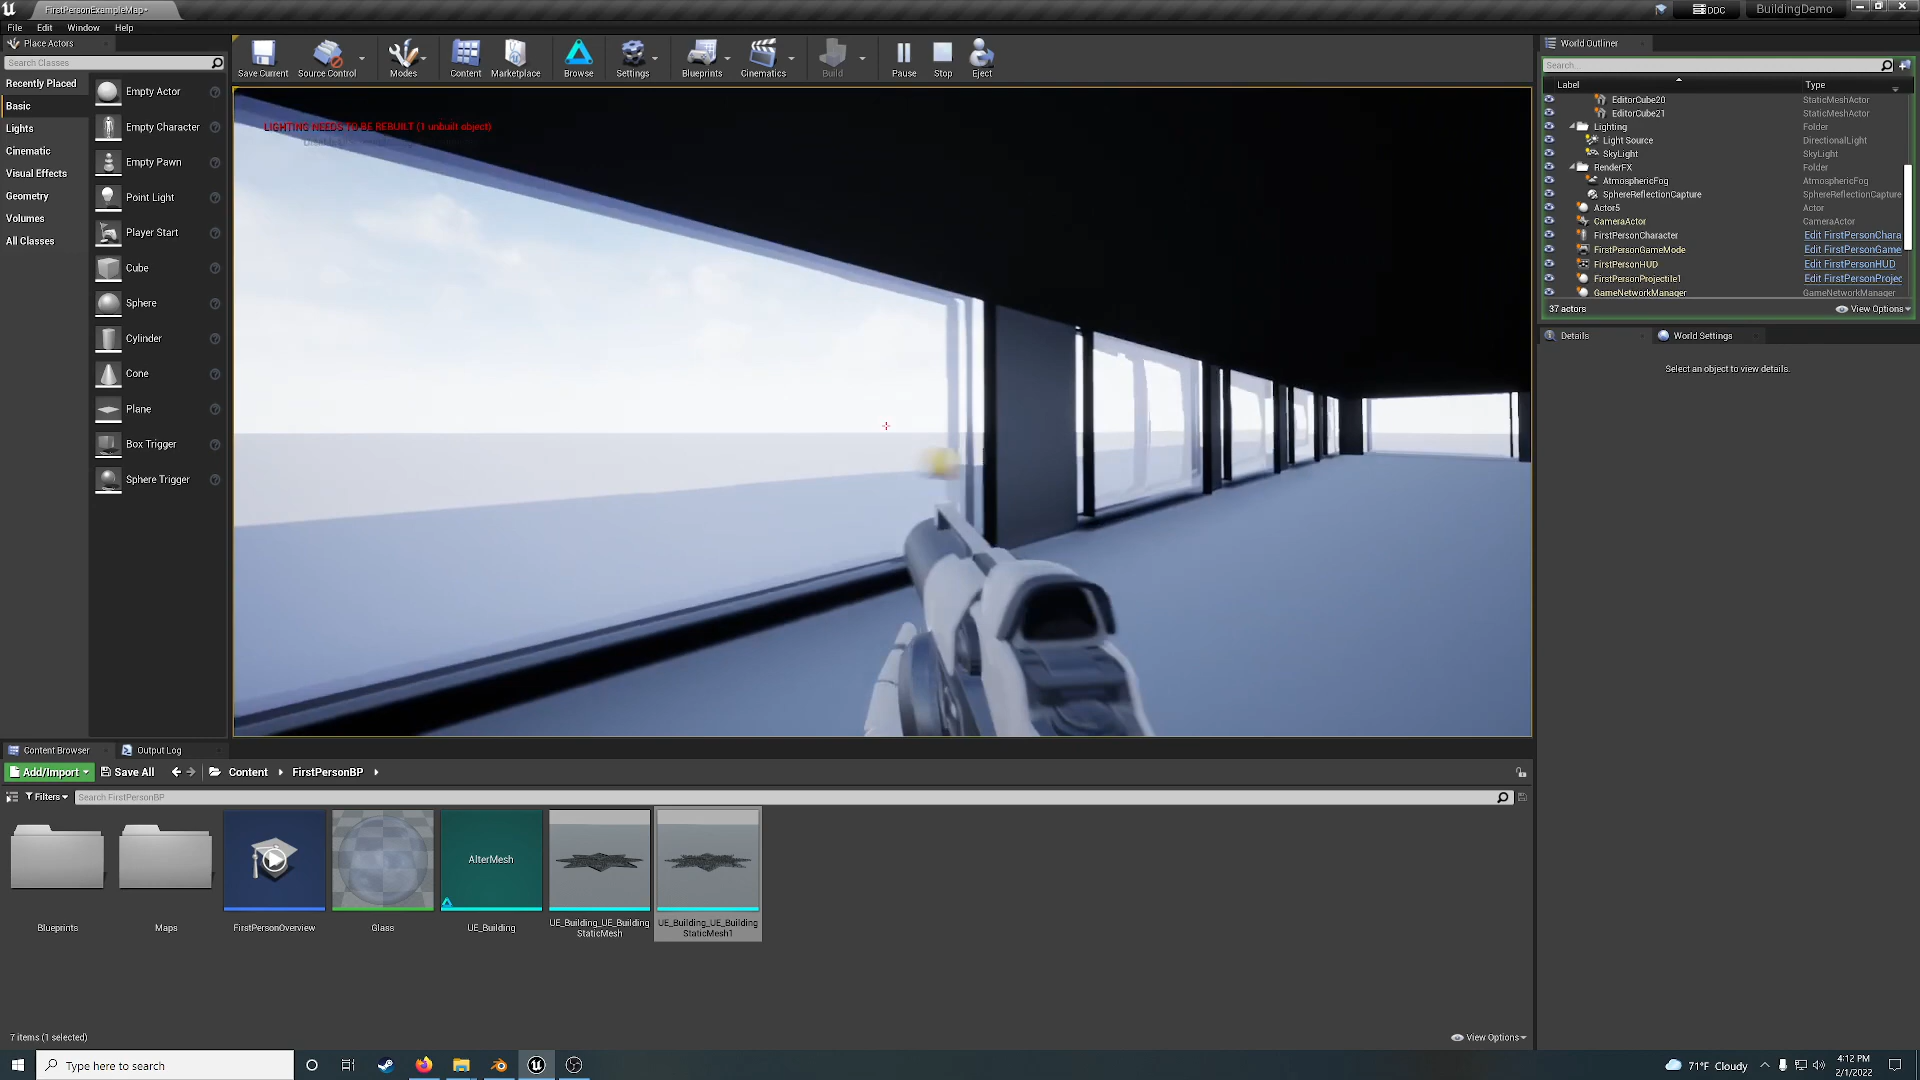 FirstPersonExampleMap•
DDC
BuildingDemo
File
Edit
Window
Help
Place Actors
Search Classes
Recently Placed
Basic
Lights
Cinematic
Visual Effects
Geometry
Volumes
All Classes
Empty Actor
Empty Character
Empty Pawn
Point Light
Player Start
Cube
Sphere
Cylinder
Cone
Plane
Box Trigger
Sphere Trigger
Save Current
Source Control
Modes
Content
Marketplace
Browse
Settings
Blueprints
Cinematics
Build
Pause
Stop
Eject
LIGHTING NEEDS TO BE REBUILT (1 unbuilt object)
World Outliner
Search...
Label
Type
EditorCube20
StaticMeshActor
EditorCube21
StaticMeshActor
Lighting
Folder
Light Source
DirectionalLight
SkyLight
SkyLight
RenderFX
Folder
AtmosphericFog
AtmosphericFog
SphereReflectionCapture
SphereReflectionCapture
Actor5
Actor
CameraActor
CameraActor
FirstPersonCharacter
Edit FirstPersonChara
FirstPersonGameMode
Edit FirstPersonGame
FirstPersonHUD
Edit FirstPersonHUD
FirstPersonProjectile1
Edit FirstPersonProjec
GameNetworkManager
GameNetworkManager
37 actors
View Options
Details
World Settings
Select an object to view details.
Content Browser
Output Log
Add/Import
Save All
Content
FirstPersonBP
Filters
Search FirstPersonBP
Blueprints
Maps
FirstPersonOverview
Glass
AlterMesh
UE_Building
UE_Building_UE_Building
StaticMesh
UE_Building_UE_Building
StaticMesh1
7 items (1 selected)
View Options
Type here to search
71°F Cloudy
4:12 PM
2/1/2022